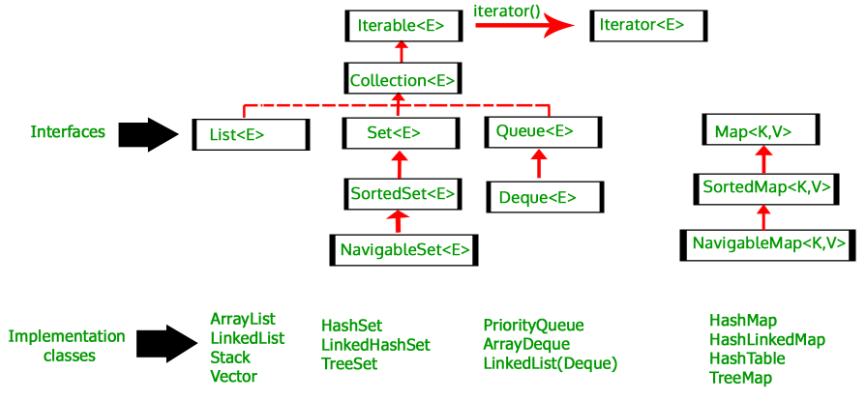 Iterable<E>
iterator()
Iterator<E>
Collection<E>
Interfaces
List<E>
Set<E>
Queue<E>
Map<K,V>
SortedSet<E>
Deque<E>
SortedMap<K,V>
NavigableSet<E>
NavigableMap<K,V>
Implementation
classes
ArrayList
LinkedList
Stack
Vector
HashSet
LinkedHashSet
TreeSet
PriorityQueue
ArrayDeque
LinkedList(Deque)
HashMap
HashLinkedMap
HashTable
TreeMap